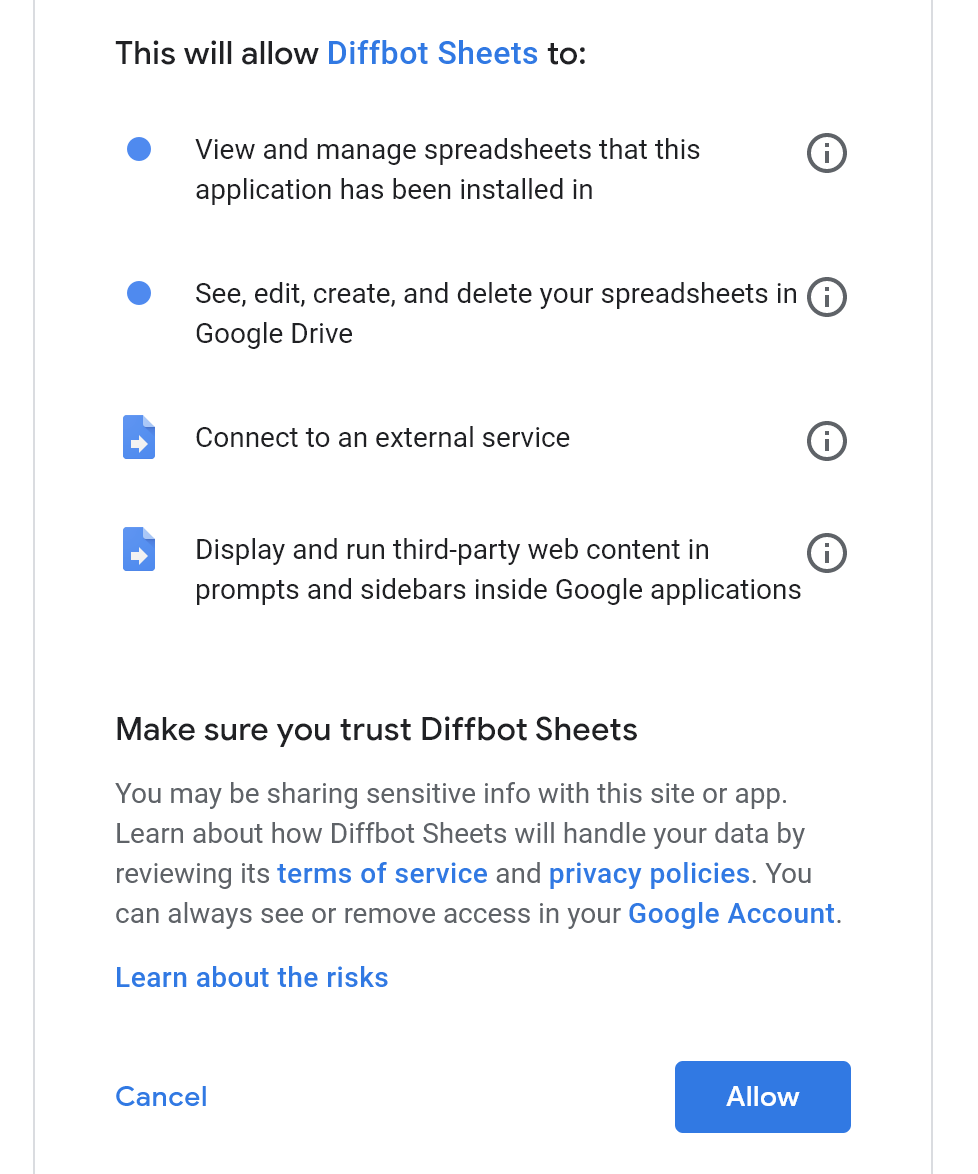 This will allow Diffbot Sheets to:
View and manage spreadsheets that this
application has been installed in
See, edit, create, and delete your spreadsheets in
Google Drive
Connect to an external service
Display and run third-party web content in
prompts and sidebars inside Google applications
Make sure you trust Diffbot Sheets
You may be sharing sensitive info with this site or app.
Learn about how Diffbot Sheets will handle your data by
reviewing its terms of service and privacy policies. You
can always see or remove access in your Google Account.
Learn about the risks
Cancel
Allow